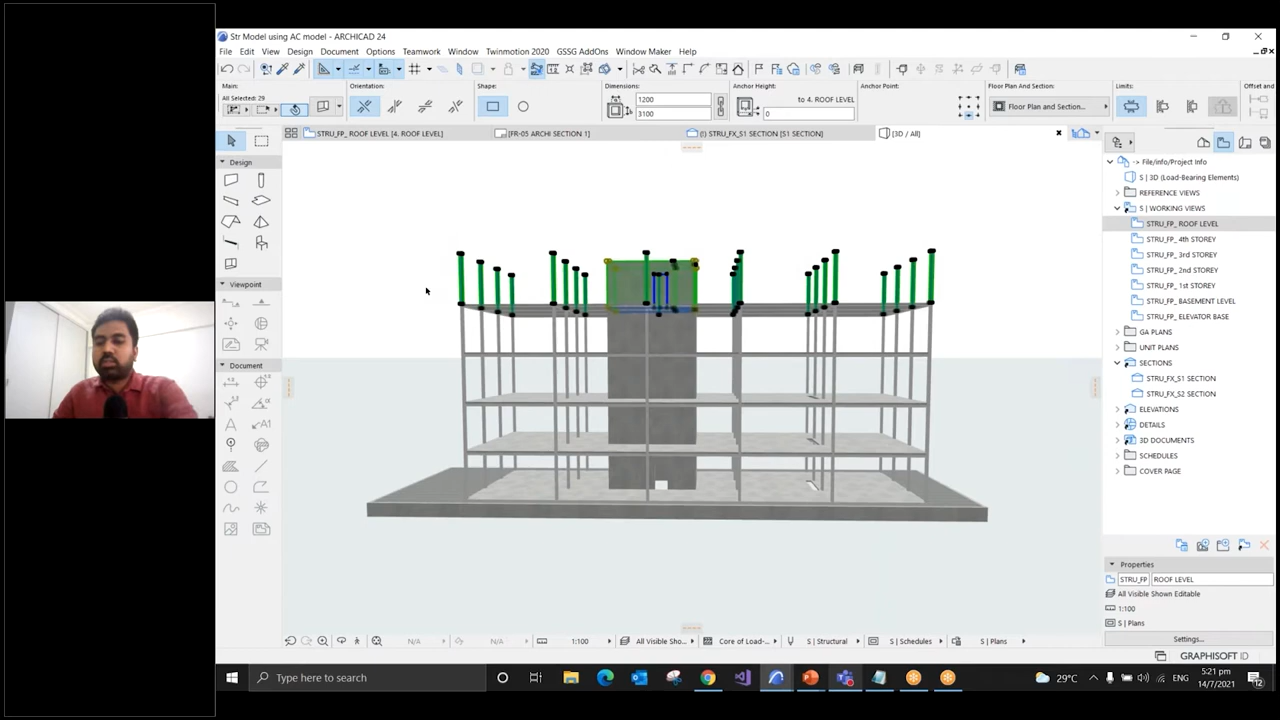 Str Model using AC model - ARCHICAD 24
File Edit View Design Document Options Teamwork Window Twinmotion 2020 GSSG AddOns Window Maker Help
Main: Orientation: Shape: Dimensions: Anchor Height: Anchor Point: Floor Plan And Section: Limits: Offset and
All Selected: 29
1200 to 4. ROOF LEVEL
Floor Plan and Section...
3100 0
STRU_FP_ ROOF LEVEL [4. ROOF LEVEL] [FR-05 ARCHI SECTION 1] (!) STRU_FX_S1 SECTION [S1 SECTION] [3D / All]
Design
Viewpoint
Document
A
A1
-> File/info/Project Info
S | 3D (Load-Bearing Elements)
REFERENCE VIEWS
S | WORKING VIEWS
STRU_FP_ ROOF LEVEL
STRU_FP_ 4th STOREY
STRU_FP_ 3rd STOREY
STRU_FP_ 2nd STOREY
STRU_FP_ 1st STOREY
STRU_FP_ BASEMENT LEVEL
STRU_FP_ ELEVATOR BASE
GA PLANS
UNIT PLANS
SECTIONS
STRU_FX_S1 SECTION
STRU_FX_S2 SECTION
ELEVATIONS
DETAILS
3D DOCUMENTS
SCHEDULES
COVER PAGE
Properties
STRU_FP ROOF LEVEL
All Visible Shown Editable
1:100
S | Plans
Settings...
N/A N/A 1:100 All Visible Sho... Core of Load-... S | Structural S | Schedules S | Plans
GRAPHISOFT ID
Type here to search
29°C ENG 5:21 pm
14/7/2021